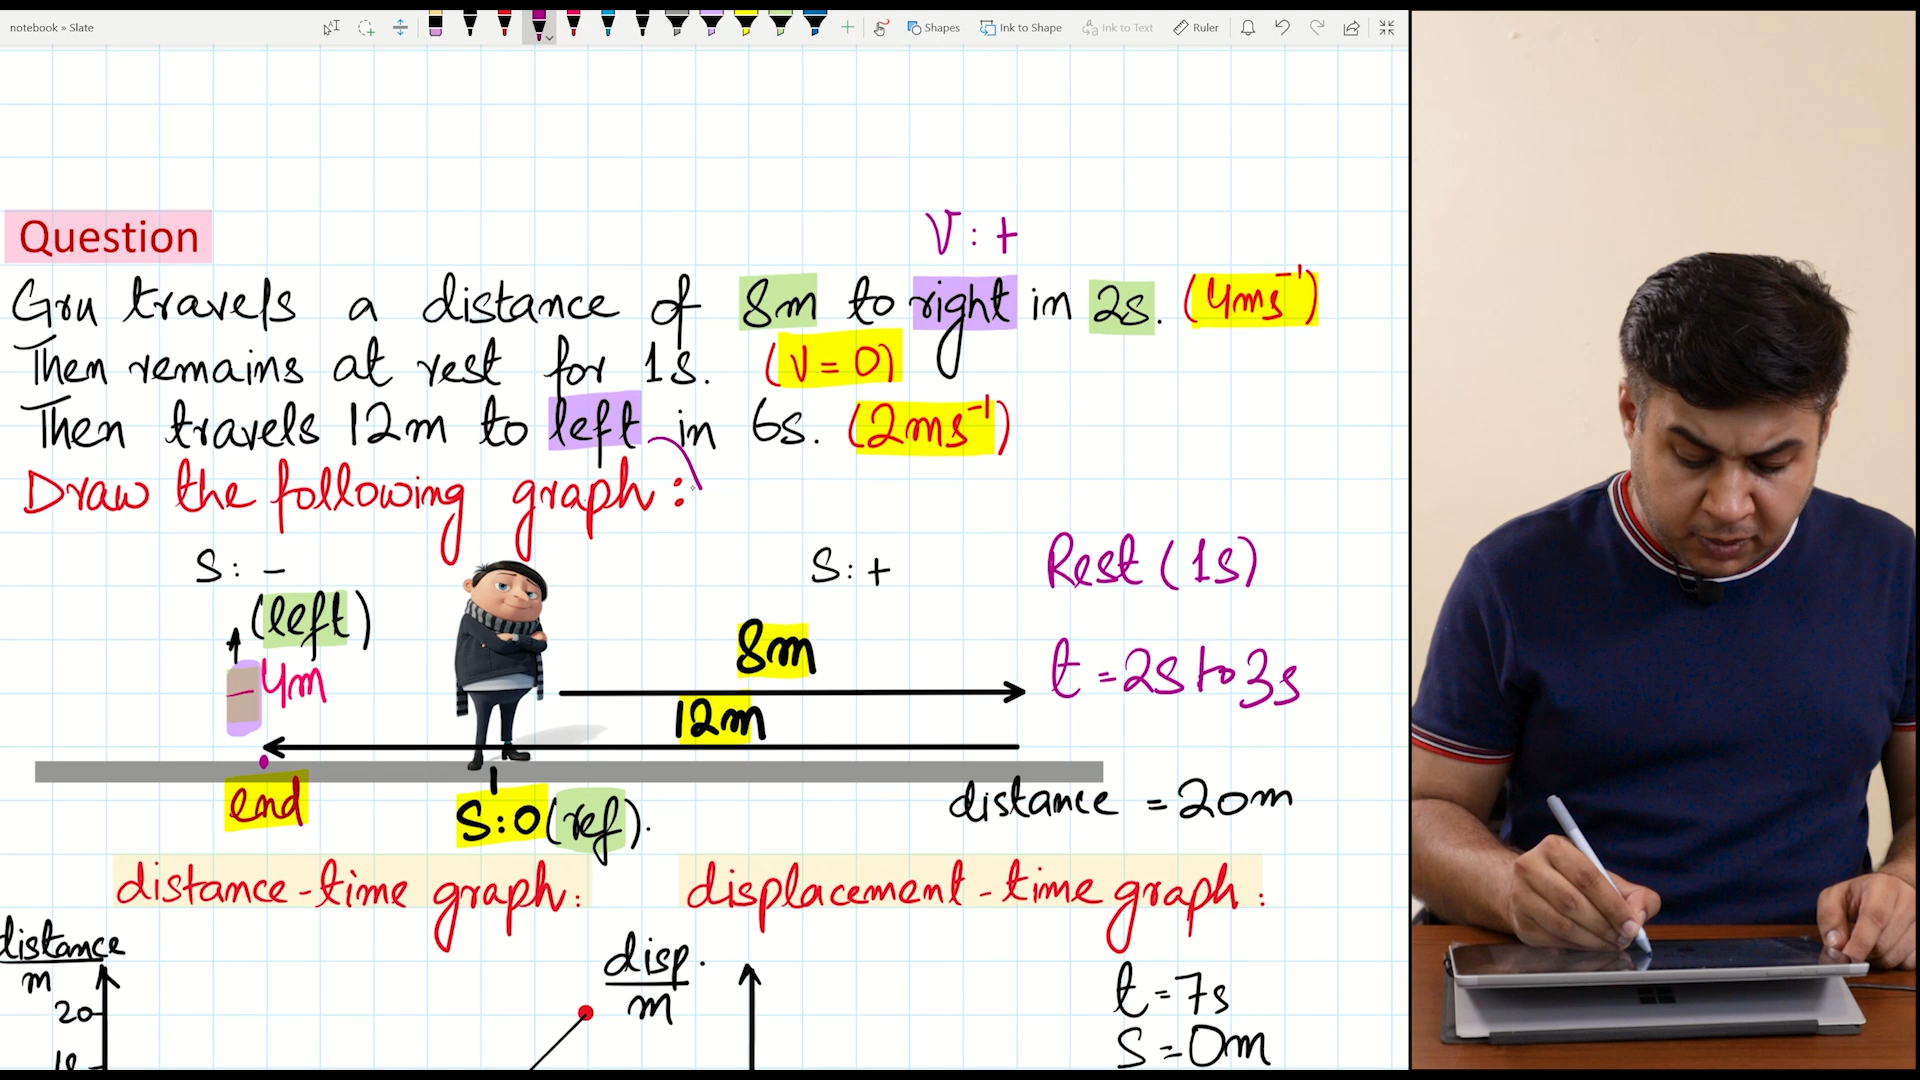 notebook » Slate
Shapes
Ink to Shape
Ink to Text
Ruler
V : +
Question
Gru travels a distance of 8m to right in 2s. (4ms⁻¹)
Then remains at rest for 1s. (V = 0)
Then travels 12m to left in 6s. (2ms⁻¹)
Draw the following graph :
S : -
(left)
S : +
Rest (1s)
4m
8m
t = 2s to 3s
12m
end
S : 0 (ref).
distance = 20m
distance - time graph :
displacement - time graph :
distance
m
disp.
m
20
18
t = 7s
S = 0m